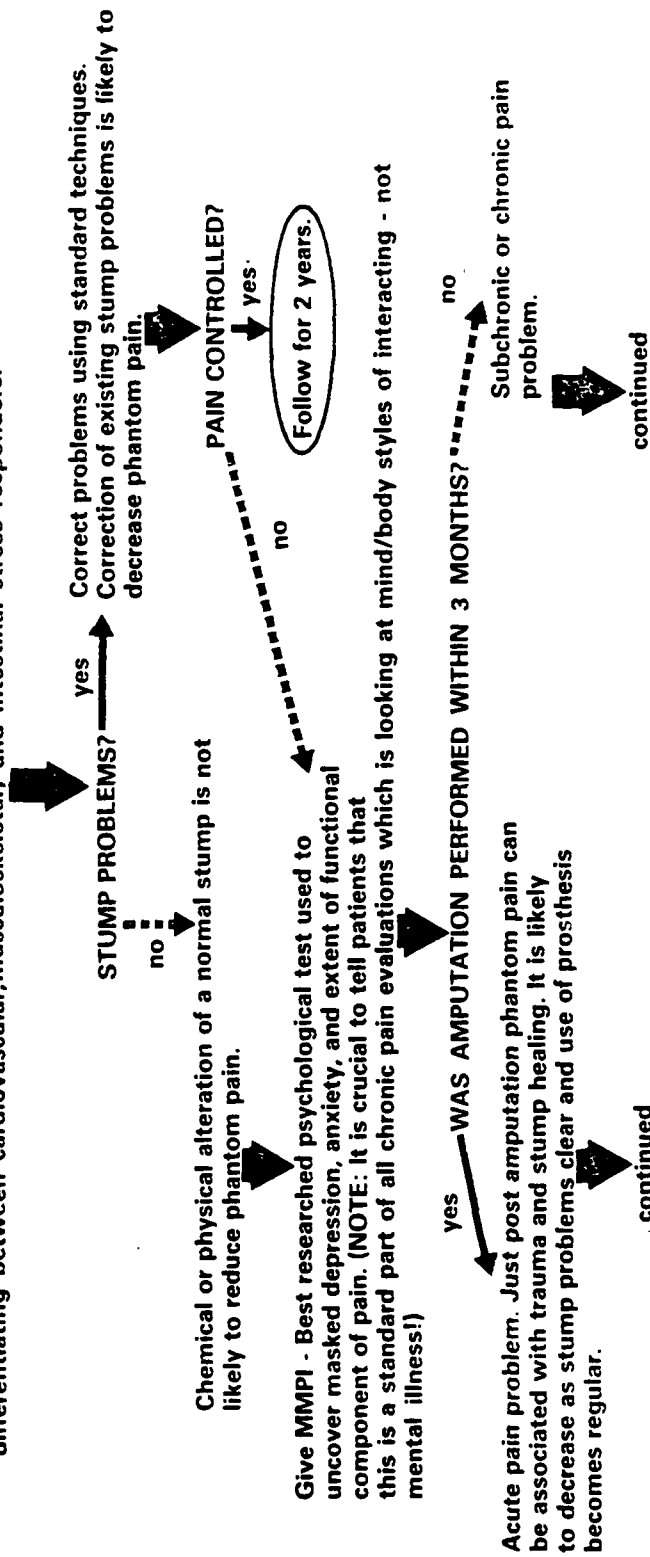 differentiating between cardiovascular, musculoskeletal, and intestinal stress responders.
STUMP PROBLEMS?
yes
Correct problems using standard techniques.
Correction of existing stump problems is likely to
decrease phantom pain.
no
Chemical or physical alteration of a normal stump is not
likely to reduce phantom pain.
PAIN CONTROLLED?
yes
Follow for 2 years.
no
Give MMPI - Best researched psychological test used to
uncover masked depression, anxiety, and extent of functional
component of pain. (NOTE: It is crucial to tell patients that
this is a standard part of all chronic pain evaluations which is looking at mind/body styles of interacting - not
mental illness!)
WAS AMPUTATION PERFORMED WITHIN 3 MONTHS?
yes
no
Acute pain problem. Just post amputation phantom pain can
be associated with trauma and stump healing. It is likely
to decrease as stump problems clear and use of prosthesis
becomes regular.
Subchronic or chronic pain
problem.
continued
continued